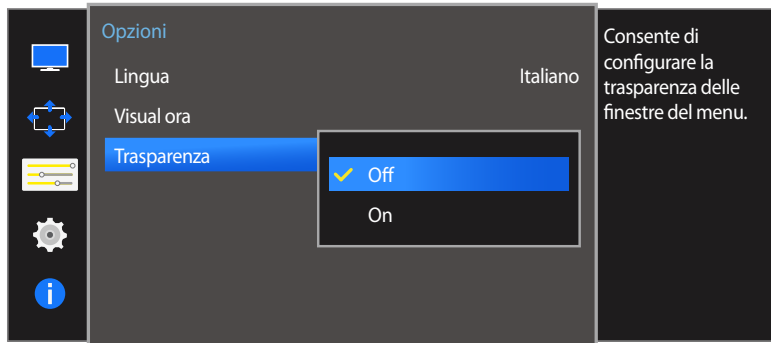 Opzioni
Lingua Italiano
Visual ora
Trasparenza
Off
On
Consente di
configurare la
trasparenza delle
finestre del menu.